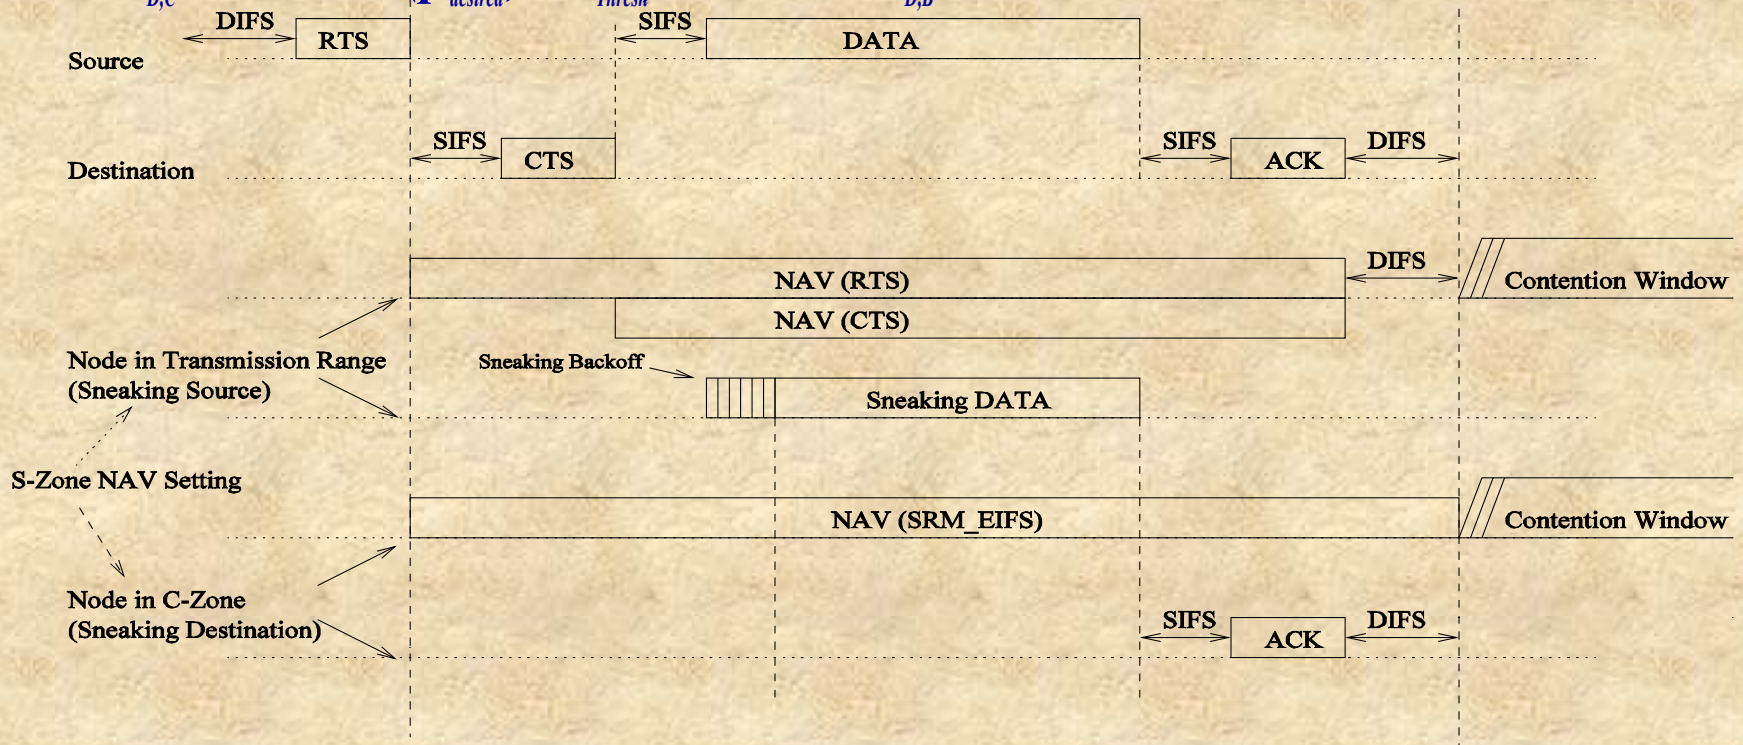 D,C desired, Thresh D,B
DIFS RTS SIFS DATA
Source
SIFS CTS SIFS ACK DIFS
Destination
NAV (RTS) DIFS Contention Window
NAV (CTS)
Node in Transmission Range
(Sneaking Source)
Sneaking Backoff
Sneaking DATA
S-Zone NAV Setting
NAV (SRM_EIFS) Contention Window
Node in C-Zone
(Sneaking Destination)
SIFS ACK DIFS